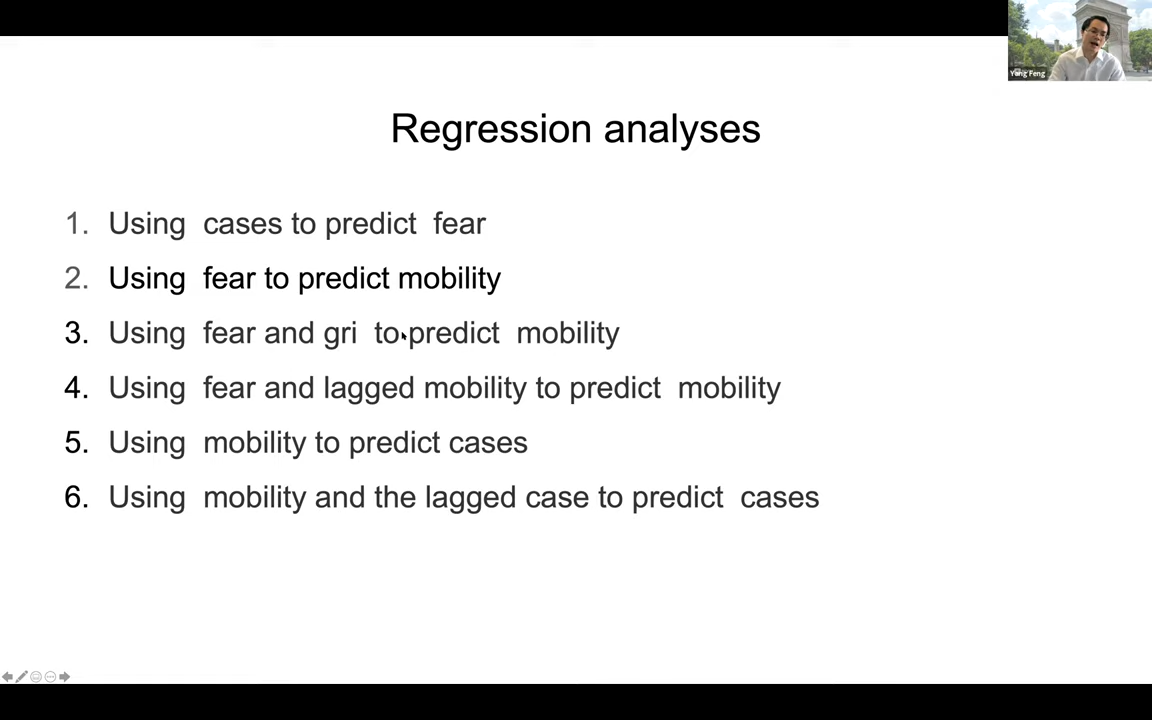 Yang Feng
Regression analyses
1. Using cases to predict fear
2. Using fear to predict mobility
3. Using fear and gri to predict mobility
4. Using fear and lagged mobility to predict mobility
5. Using mobility to predict cases
6. Using mobility and the lagged case to predict cases